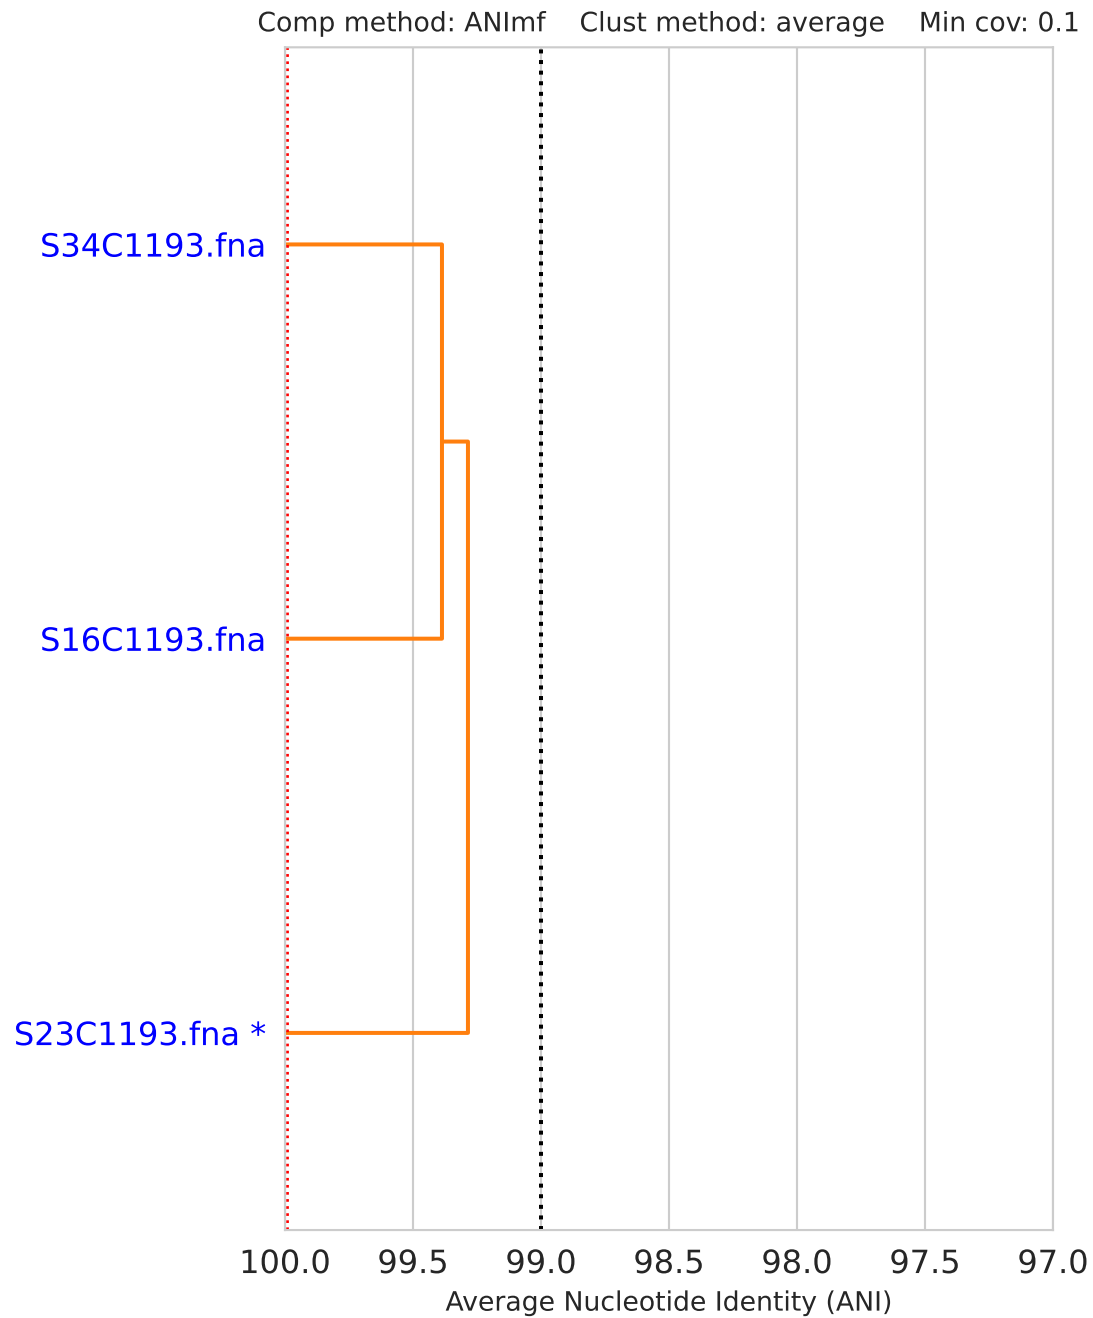 Comp method: ANImf    Clust method: average    Min cov: 0.1
S34C1193.fna
S16C1193.fna
S23C1193.fna *
100.0 99.5 99.0 98.5 98.0 97.5 97.0
Average Nucleotide Identity (ANI)